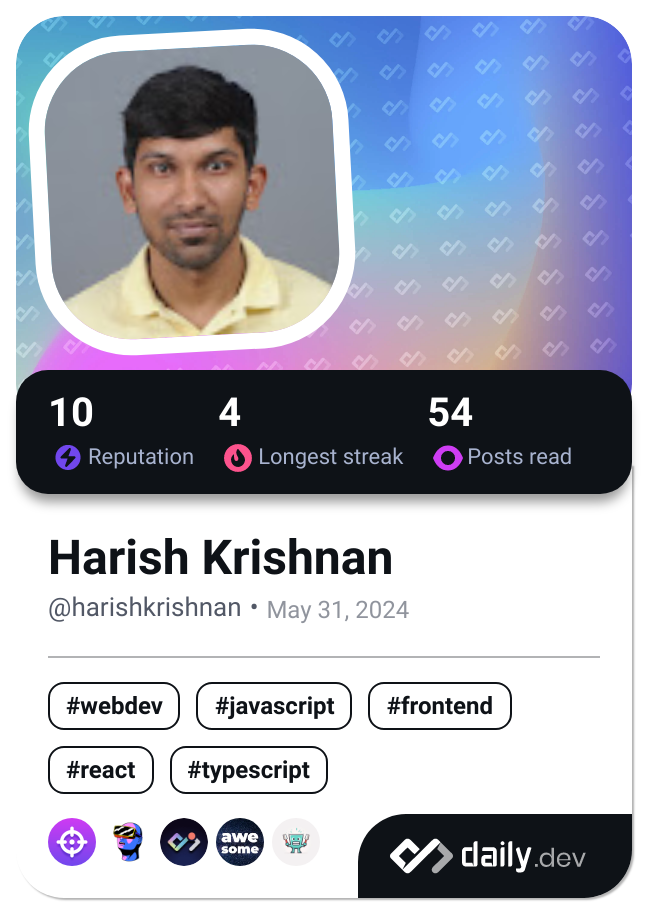 10 4 54
Reputation Longest streak Posts read
Harish Krishnan
@harishkrishnan • May 31, 2024
#webdev #javascript #frontend
#react #typescript
awe
some
daily.dev